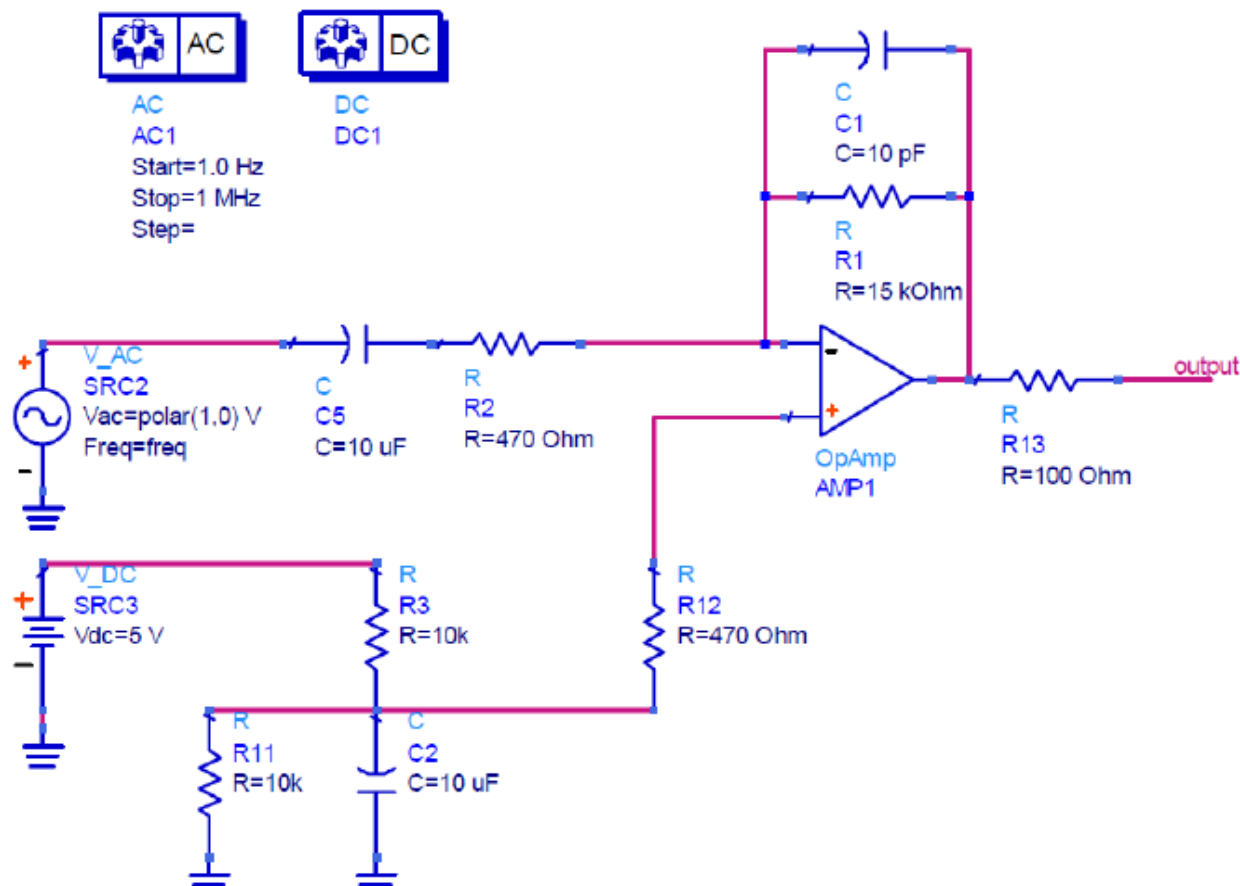 AC
DC
AC
AC1
Start=1.0 Hz
Stop=1 MHz
Step=
DC
DC1
C
C1
C=10 pF
R
R1
R=15 kOhm
+
V_AC
SRC2
Vac=polar(1,0) V
Freq=freq
-
C
C5
C=10 uF
R
R2
R=470 Ohm
-
+
OpAmp
AMP1
output
R
R13
R=100 Ohm
+
V_DC
SRC3
Vdc=5 V
-
R
R3
R=10k
R
R12
R=470 Ohm
R
R11
R=10k
C
C2
C=10 uF